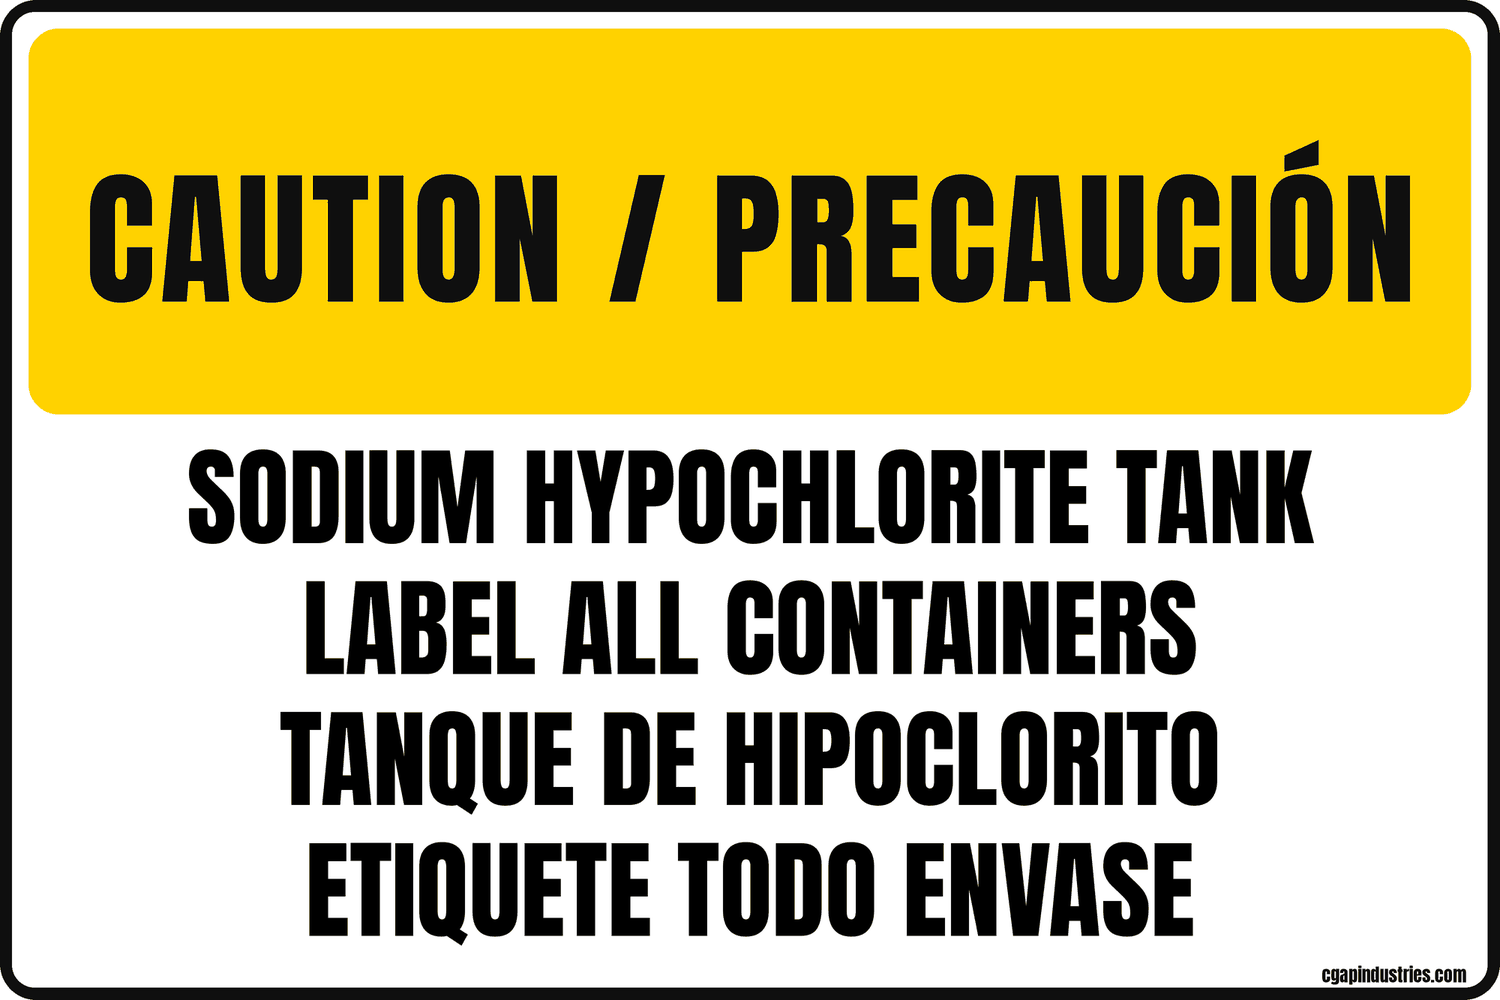 CAUTION / PRECAUCIÓN
SODIUM HYPOCHLORITE TANK
LABEL ALL CONTAINERS
TANQUE DE HIPOCLORITO
ETIQUETE TODO ENVASE
cgapindustries.com